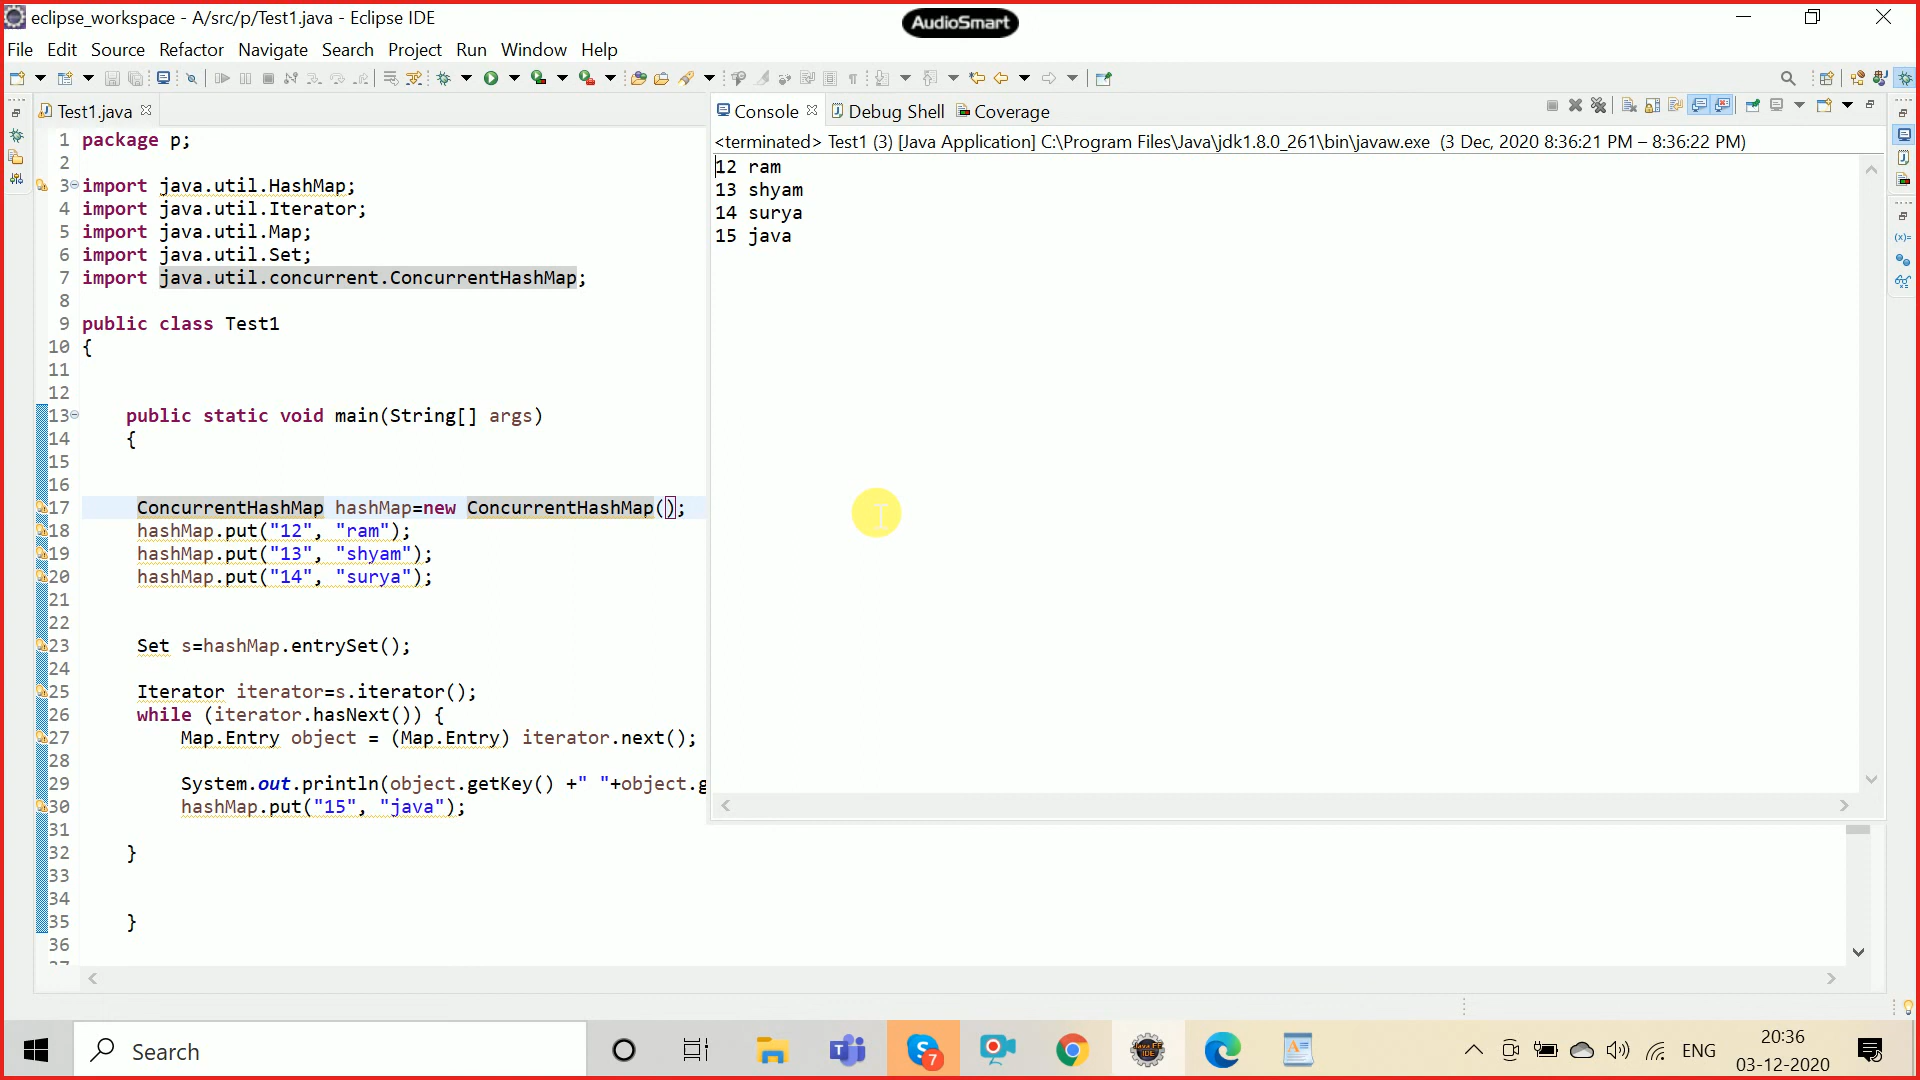 eclipse_workspace - A/src/p/Test1.java - Eclipse IDE
AudioSmart
File Edit Source Refactor Navigate Search Project Run Window Help
Test1.java
1 package p;
2
3 import java.util.HashMap;
4 import java.util.Iterator;
5 import java.util.Map;
6 import java.util.Set;
7 import java.util.concurrent.ConcurrentHashMap;
8
9 public class Test1
10 {
11
12
13 public static void main(String[] args)
14 {
15
16
17 ConcurrentHashMap hashMap=new ConcurrentHashMap();
18 hashMap.put("12", "ram");
19 hashMap.put("13", "shyam");
20 hashMap.put("14", "surya");
21
22
23 Set s=hashMap.entrySet();
24
25 Iterator iterator=s.iterator();
26 while (iterator.hasNext()) {
27 Map.Entry object = (Map.Entry) iterator.next();
28
29 System.out.println(object.getKey() +" "+object.g
30 hashMap.put("15", "java");
31
32 }
33
34
35 }
36
Console Debug Shell Coverage
<terminated> Test1 (3) [Java Application] C:\Program Files\Java\jdk1.8.0_261\bin\javaw.exe (3 Dec, 2020 8:36:21 PM – 8:36:22 PM)
12 ram
13 shyam
14 surya
15 java
Search
7
ENG
20:36
03-12-2020